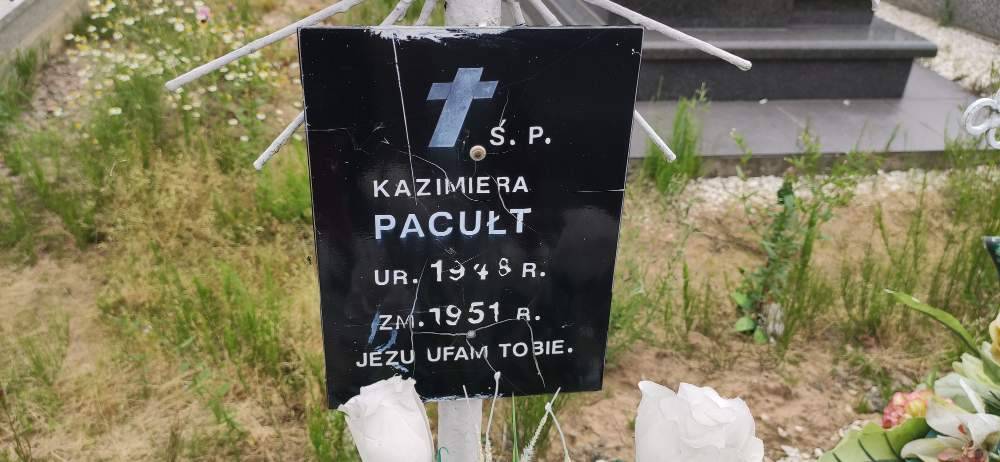 Ś. P.
KAZIMIERA
PACUŁT
UR. 1948 R.
ZM. 1951 R.
JEZU UFAM TOBIE.